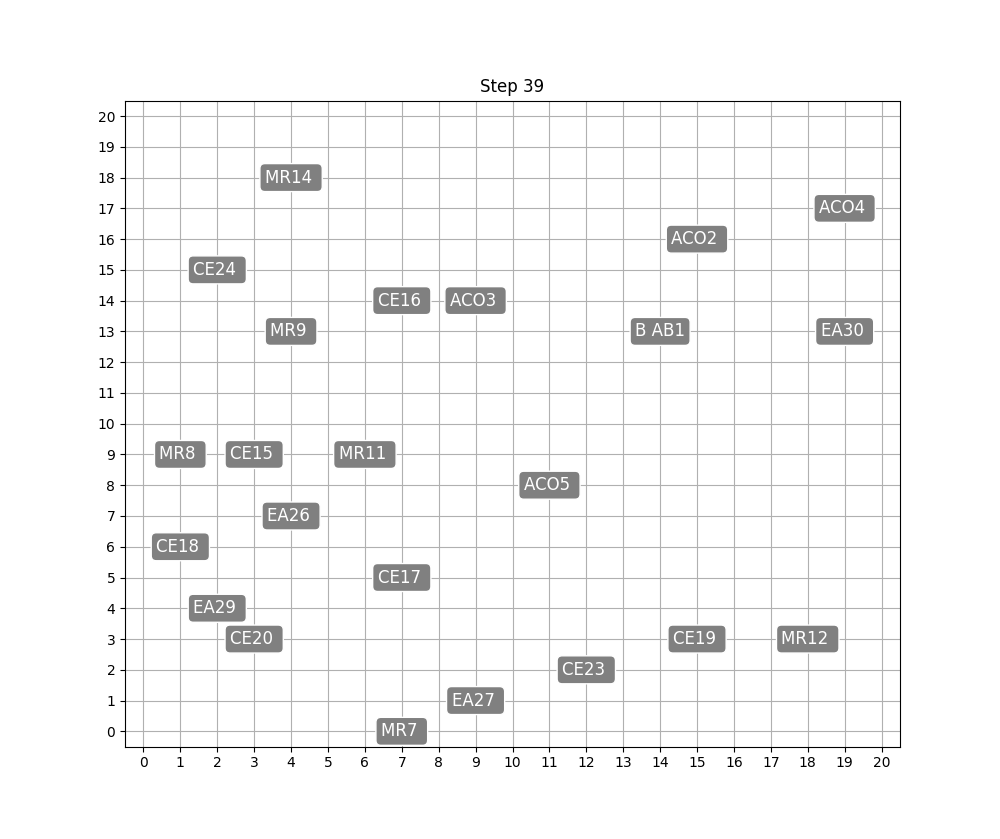 Step 39
20
19
18 MR14
17 ACO4
16 ACO2
15 CE24
14 CE16 ACO3
13 MR9 B AB1 EA30
12
11
10
9 MR8 CE15 MR11
8 ACO5
7 EA26
6 CE18
5 CE17
4 EA29
3 CE20 CE19 MR12
2 CE23
1 EA27
0 MR7
0 1 2 3 4 5 6 7 8 9 10 11 12 13 14 15 16 17 18 19 20